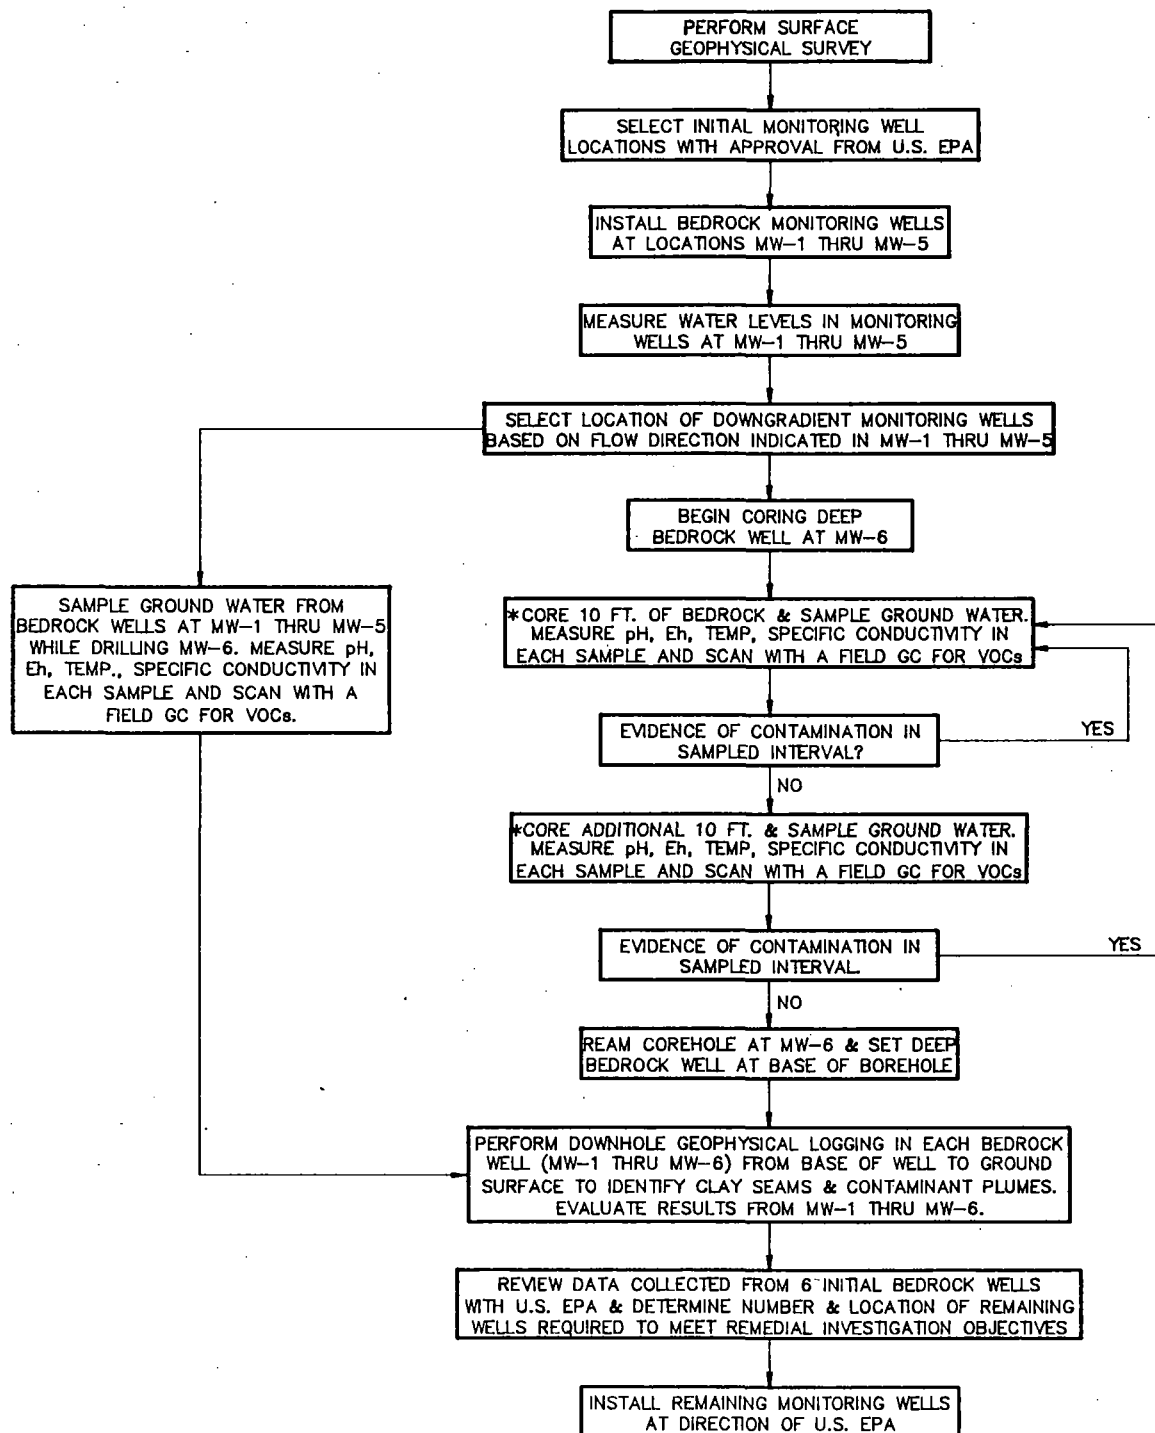 PERFORM SURFACE
GEOPHYSICAL SURVEY
SELECT INITIAL MONITORING WELL
LOCATIONS WITH APPROVAL FROM U.S. EPA
INSTALL BEDROCK MONITORING WELLS
AT LOCATIONS MW-1 THRU MW-5
MEASURE WATER LEVELS IN MONITORING
WELLS AT MW-1 THRU MW-5
SELECT LOCATION OF DOWNGRADIENT MONITORING WELLS
BASED ON FLOW DIRECTION INDICATED IN MW-1 THRU MW-5
BEGIN CORING DEEP
BEDROCK WELL AT MW-6
SAMPLE GROUND WATER FROM
BEDROCK WELLS AT MW-1 THRU MW-5
WHILE DRILLING MW-6. MEASURE pH,
Eh, TEMP., SPECIFIC CONDUCTIVITY IN
EACH SAMPLE AND SCAN WITH A
FIELD GC FOR VOCs.
*CORE 10 FT. OF BEDROCK & SAMPLE GROUND WATER.
MEASURE pH, Eh, TEMP, SPECIFIC CONDUCTIVITY IN
EACH SAMPLE AND SCAN WITH A FIELD GC FOR VOCs
EVIDENCE OF CONTAMINATION IN
SAMPLED INTERVAL?
YES
NO
*CORE ADDITIONAL 10 FT. & SAMPLE GROUND WATER.
MEASURE pH, Eh, TEMP, SPECIFIC CONDUCTIVITY IN
EACH SAMPLE AND SCAN WITH A FIELD GC FOR VOCs
EVIDENCE OF CONTAMINATION IN
SAMPLED INTERVAL.
YES
NO
REAM COREHOLE AT MW-6 & SET DEEP
BEDROCK WELL AT BASE OF BOREHOLE
PERFORM DOWNHOLE GEOPHYSICAL LOGGING IN EACH BEDROCK
WELL (MW-1 THRU MW-6) FROM BASE OF WELL TO GROUND
SURFACE TO IDENTIFY CLAY SEAMS & CONTAMINANT PLUMES.
EVALUATE RESULTS FROM MW-1 THRU MW-6.
REVIEW DATA COLLECTED FROM 6 INITIAL BEDROCK WELLS
WITH U.S. EPA & DETERMINE NUMBER & LOCATION OF REMAINING
WELLS REQUIRED TO MEET REMEDIAL INVESTIGATION OBJECTIVES
INSTALL REMAINING MONITORING WELLS
AT DIRECTION OF U.S. EPA